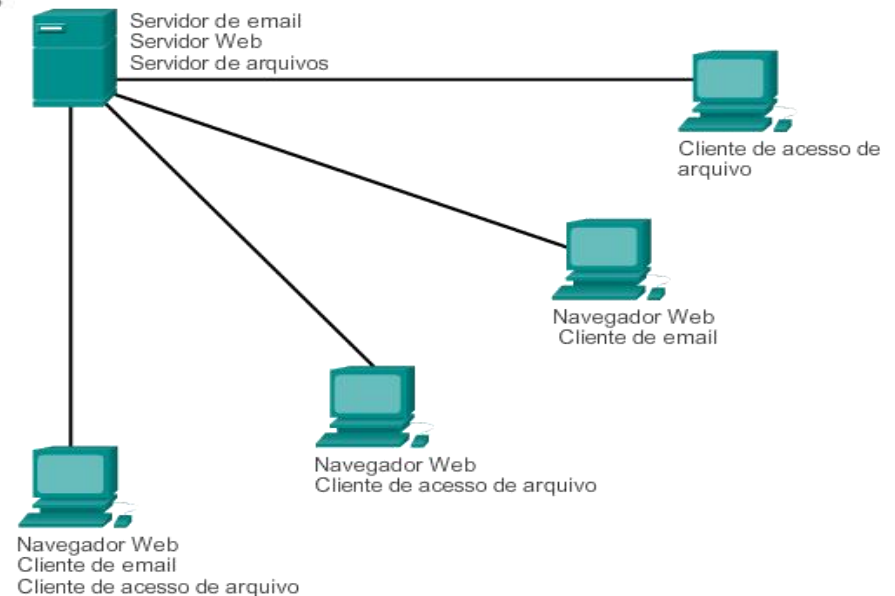 Servidor de email
Servidor Web
Servidor de arquivos
Cliente de acesso de
arquivo
Navegador Web
Cliente de email
Navegador Web
Cliente de acesso de arquivo
Navegador Web
Cliente de email
Cliente de acesso de arquivo